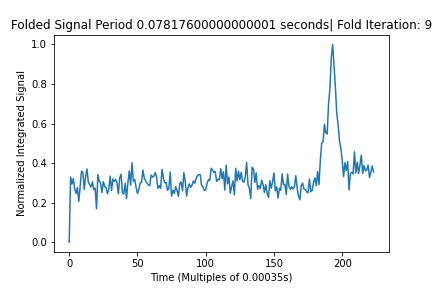 Folded Signal Period 0.07817600000000001 seconds| Fold Iteration: 9
1.0
0.8
0.6
0.4
0.2
0.0
Normalized Integrated Signal
0 50 100 150 200
Time (Multiples of 0.00035s)